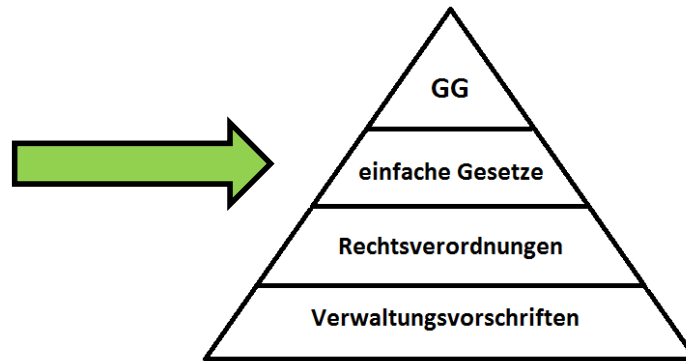 GG
einfache Gesetze
Rechtsverordnungen
Verwaltungsvorschriften